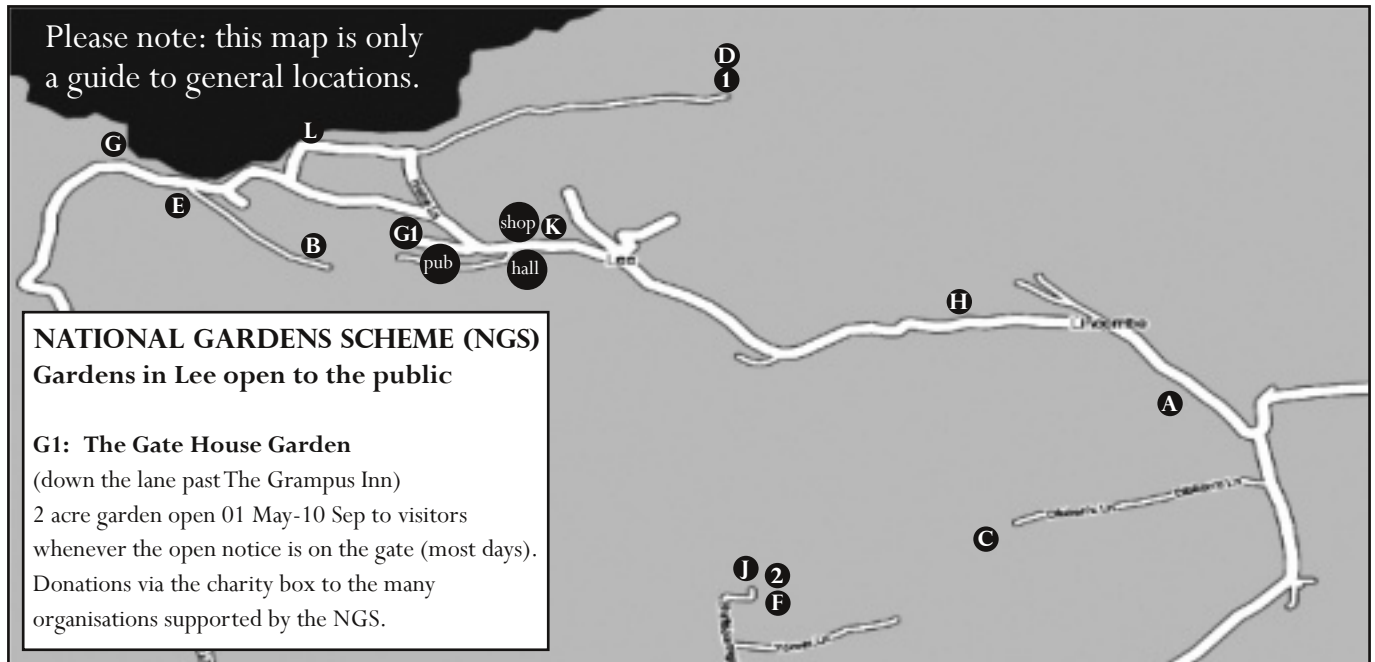 Please note: this map is only
a guide to general locations.
D
1
L
G
E
B
G1
shop
K
pub
hall
Lee
H
Lincombe
A
C
J
2
F
NATIONAL GARDENS SCHEME (NGS)
Gardens in Lee open to the public
G1: The Gate House Garden
(down the lane past The Grampus Inn)
2 acre garden open 01 May-10 Sep to visitors
whenever the open notice is on the gate (most days).
Donations via the charity box to the many
organisations supported by the NGS.